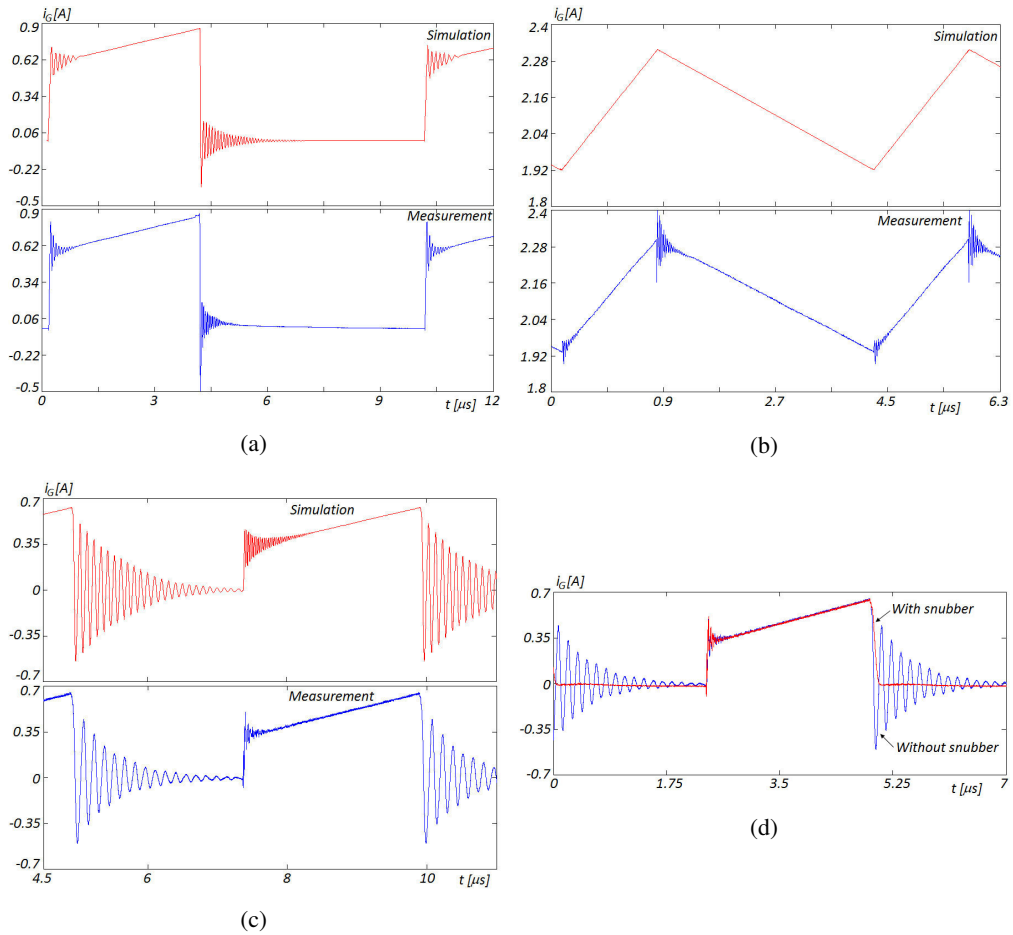 i_G[A]
0.9
Simulation
0.62
0.34
0.06
-0.22
-0.5
0.9
Measurement
0.62
0.34
0.06
-0.22
-0.5
0 3 6 9 12
t [μs]
(a)
i_G[A]
2.4
Simulation
2.28
2.16
2.04
1.92
1.8
2.4
Measurement
2.28
2.16
2.04
1.92
1.8
0 0.9 2.7 4.5 6.3
t [μs]
(b)
i_G[A]
0.7
Simulation
0.35
0
-0.35
-0.7
0.7
Measurement
0.35
0
-0.35
-0.7
4.5 6 8 10
t [μs]
(c)
i_G[A]
0.7
With snubber
0.35
0
-0.35
Without snubber
-0.7
0 1.75 3.5 5.25 7
t [μs]
(d)